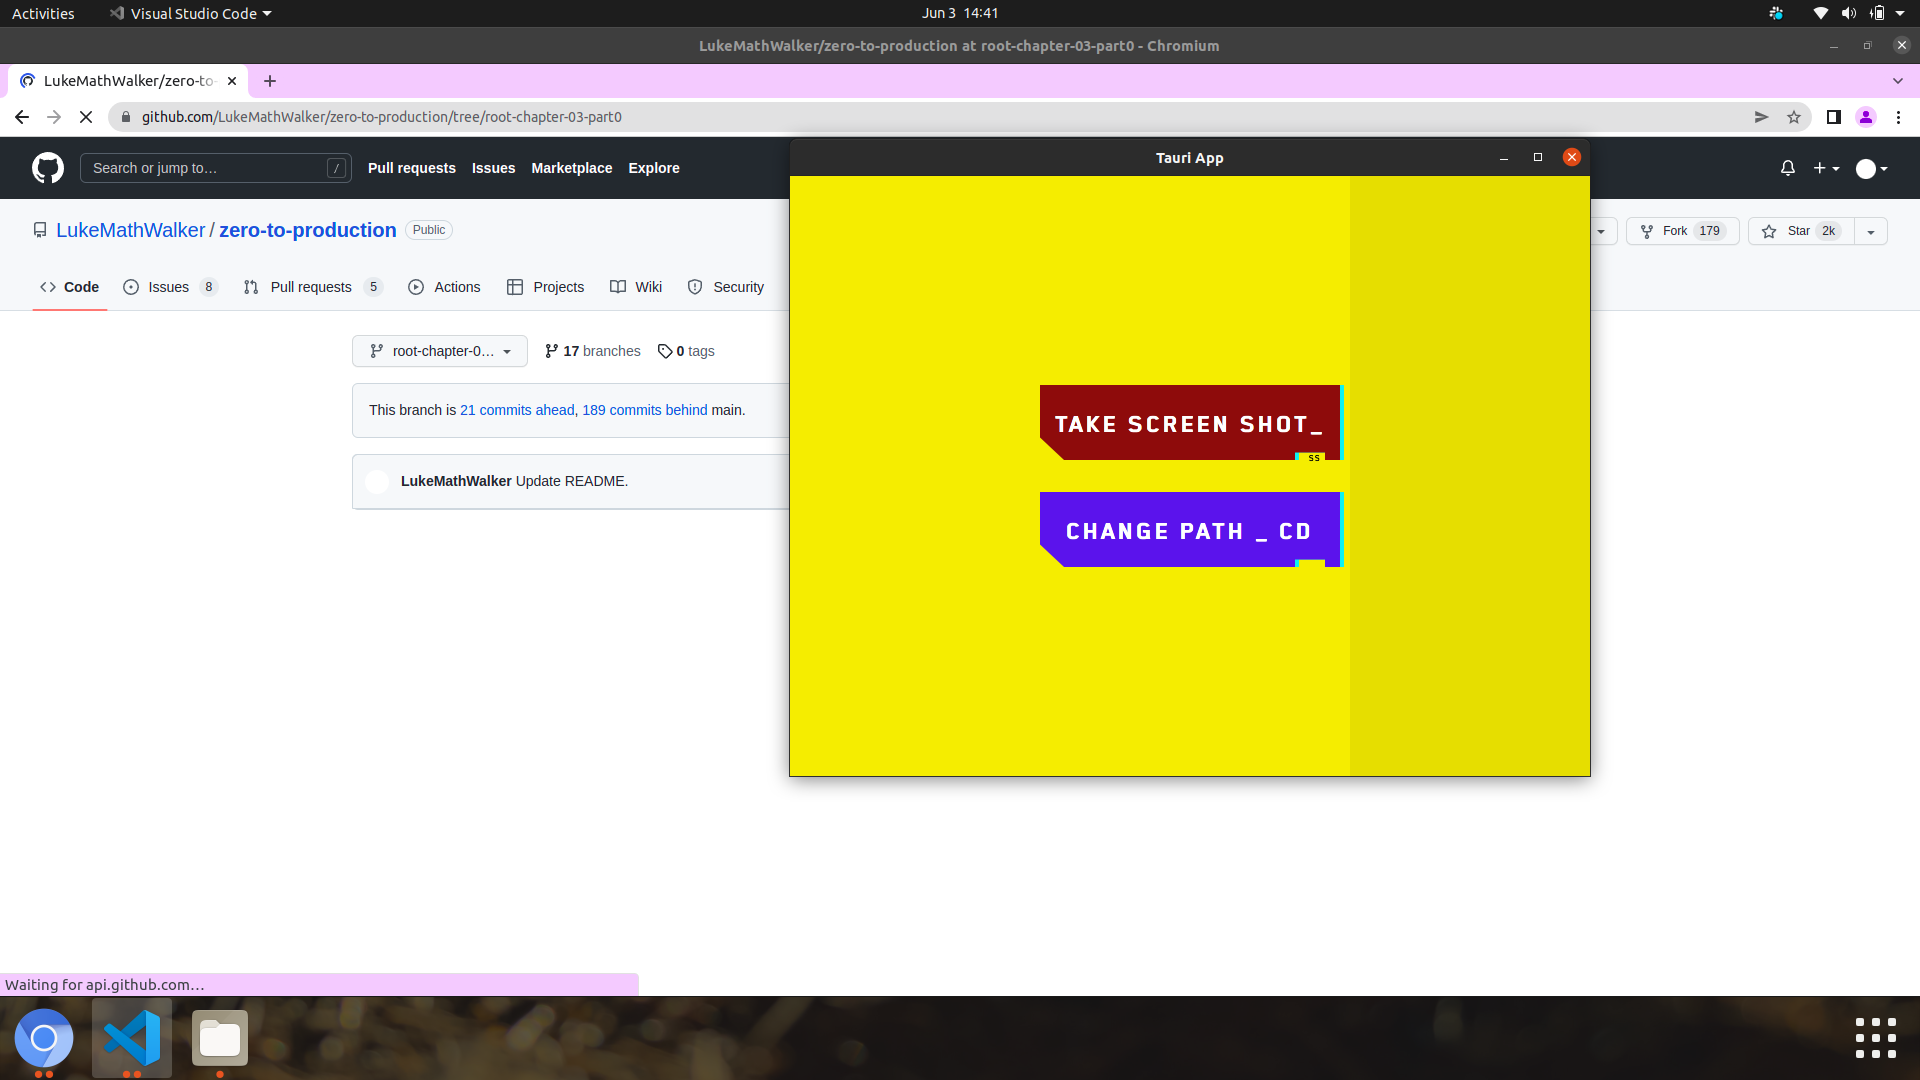 Activities
Visual Studio Code
Jun 3 14:41
LukeMathWalker/zero-to-production at root-chapter-03-part0 - Chromium
LukeMathWalker/zero-to-
github.com/LukeMathWalker/zero-to-production/tree/root-chapter-03-part0
Search or jump to…
/
Pull requests
Issues
Marketplace
Explore
Tauri App
LukeMathWalker / zero-to-production
Public
Fork 179
Star 2k
Code
Issues 8
Pull requests 5
Actions
Projects
Wiki
Security
root-chapter-0…
17 branches
0 tags
This branch is 21 commits ahead, 189 commits behind main.
LukeMathWalker Update README.
TAKE SCREEN SHOT_
SS
CHANGE PATH _ CD
Waiting for api.github.com…